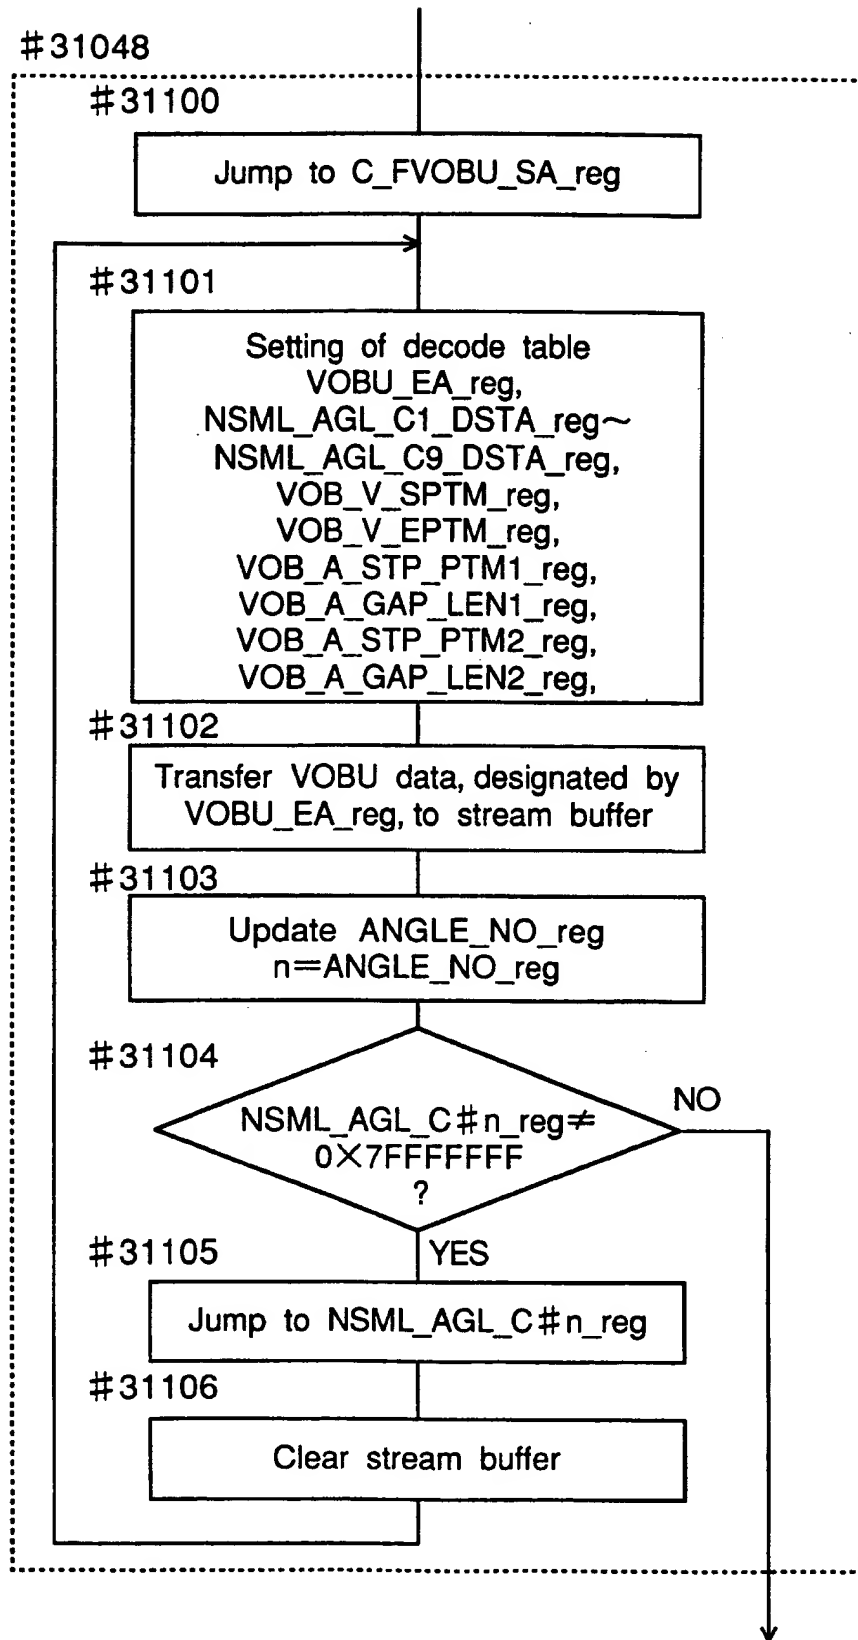 #31048
#31100
Jump to C_FVOBU_SA_reg
#31101
Setting of decode table
VOBU_EA_reg,
NSML_AGL_C1_DSTA_reg~
NSML_AGL_C9_DSTA_reg,
VOB_V_SPTM_reg,
VOB_V_EPTM_reg,
VOB_A_STP_PTM1_reg,
VOB_A_GAP_LEN1_reg,
VOB_A_STP_PTM2_reg,
VOB_A_GAP_LEN2_reg,
#31102
Transfer VOBU data, designated by
VOBU_EA_reg, to stream buffer
#31103
Update ANGLE_NO_reg
n=ANGLE_NO_reg
#31104
NSML_AGL_C#n_reg≠
0X7FFFFFFF
?
NO
YES
#31105
Jump to NSML_AGL_C#n_reg
#31106
Clear stream buffer